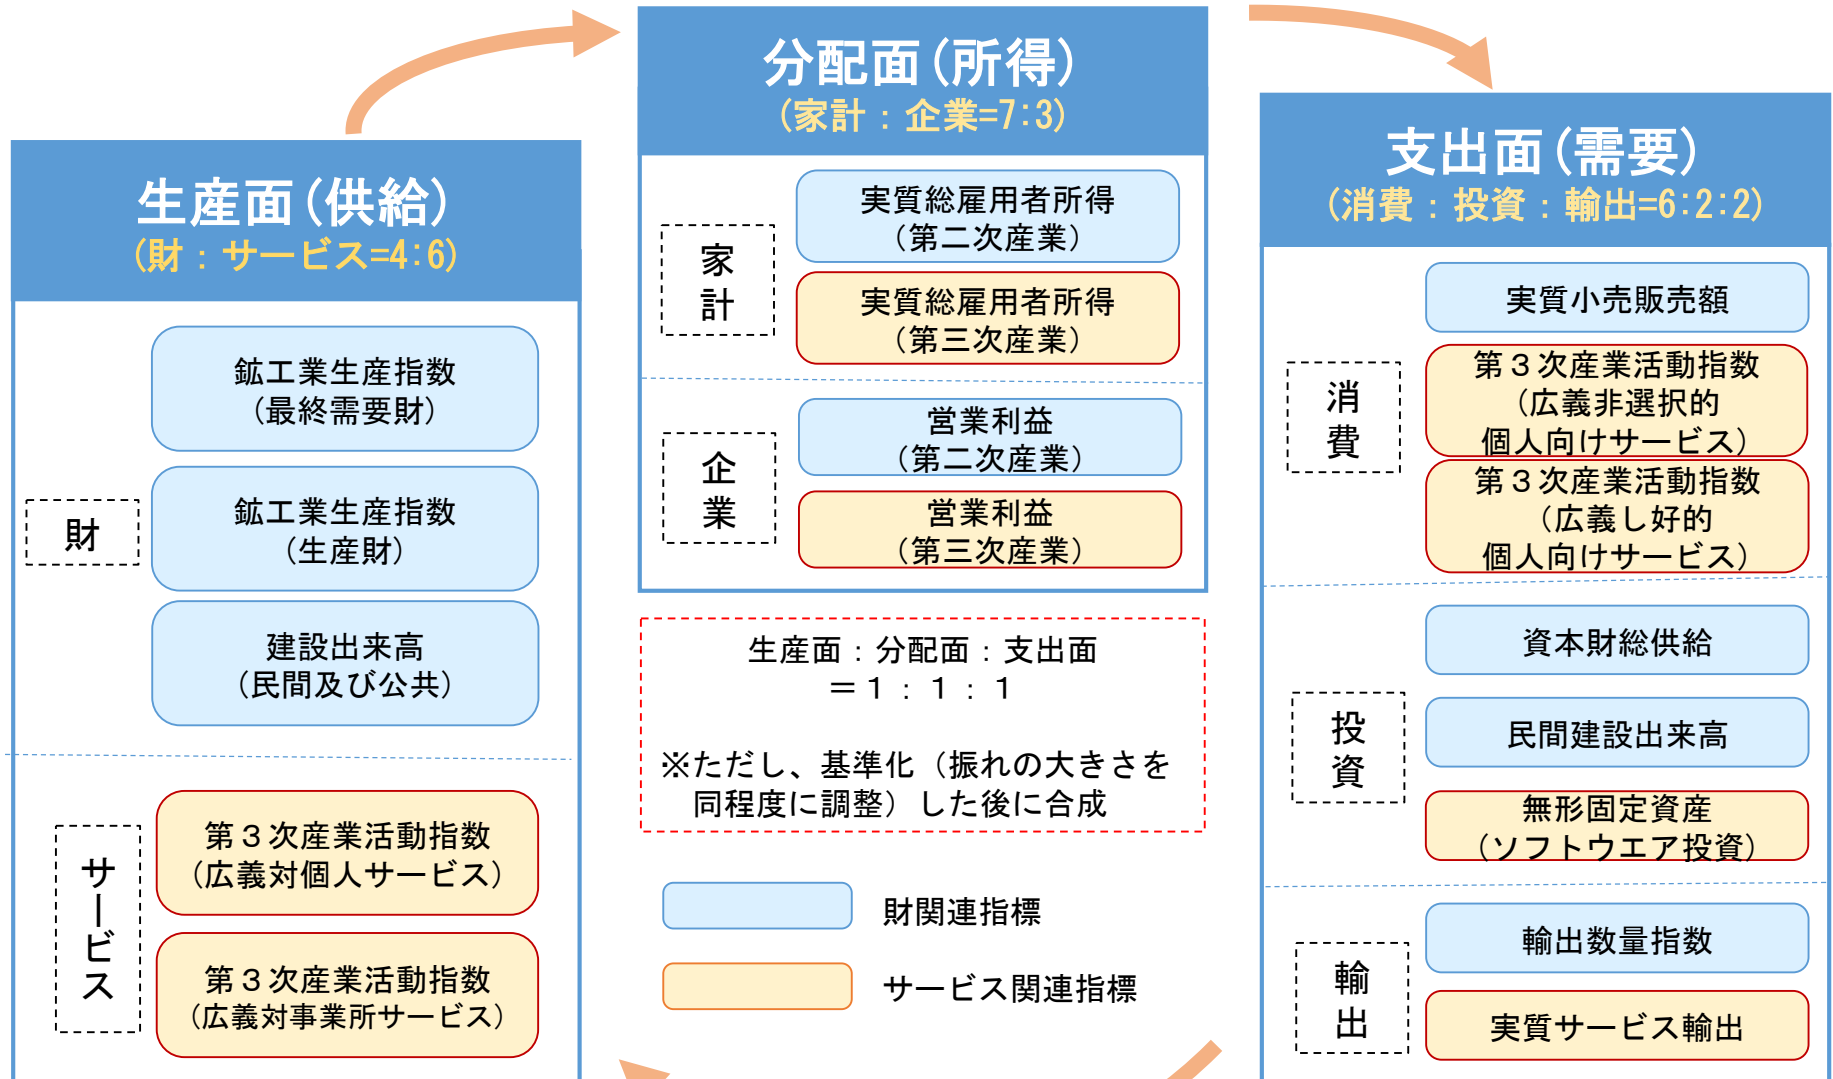 生産面(供給)
(財：サービス=4:6)
財
鉱工業生産指数
(最終需要財)
鉱工業生産指数
(生産財)
建設出来高
(民間及び公共)
サービス
第３次産業活動指数
(広義対個人サービス)
第３次産業活動指数
(広義対事業所サービス)
分配面(所得)
(家計：企業=7:3)
家計
実質総雇用者所得
(第二次産業)
実質総雇用者所得
(第三次産業)
企業
営業利益
(第二次産業)
営業利益
(第三次産業)
生産面：分配面：支出面
＝１：１：１
※ただし、基準化（振れの大きさを
同程度に調整）した後に合成
財関連指標
サービス関連指標
支出面(需要)
(消費：投資：輸出=6:2:2)
消費
実質小売販売額
第３次産業活動指数
(広義非選択的
個人向けサービス)
第３次産業活動指数
(広義し好的
個人向けサービス)
投資
資本財総供給
民間建設出来高
無形固定資産
(ソフトウエア投資)
輸出
輸出数量指数
実質サービス輸出